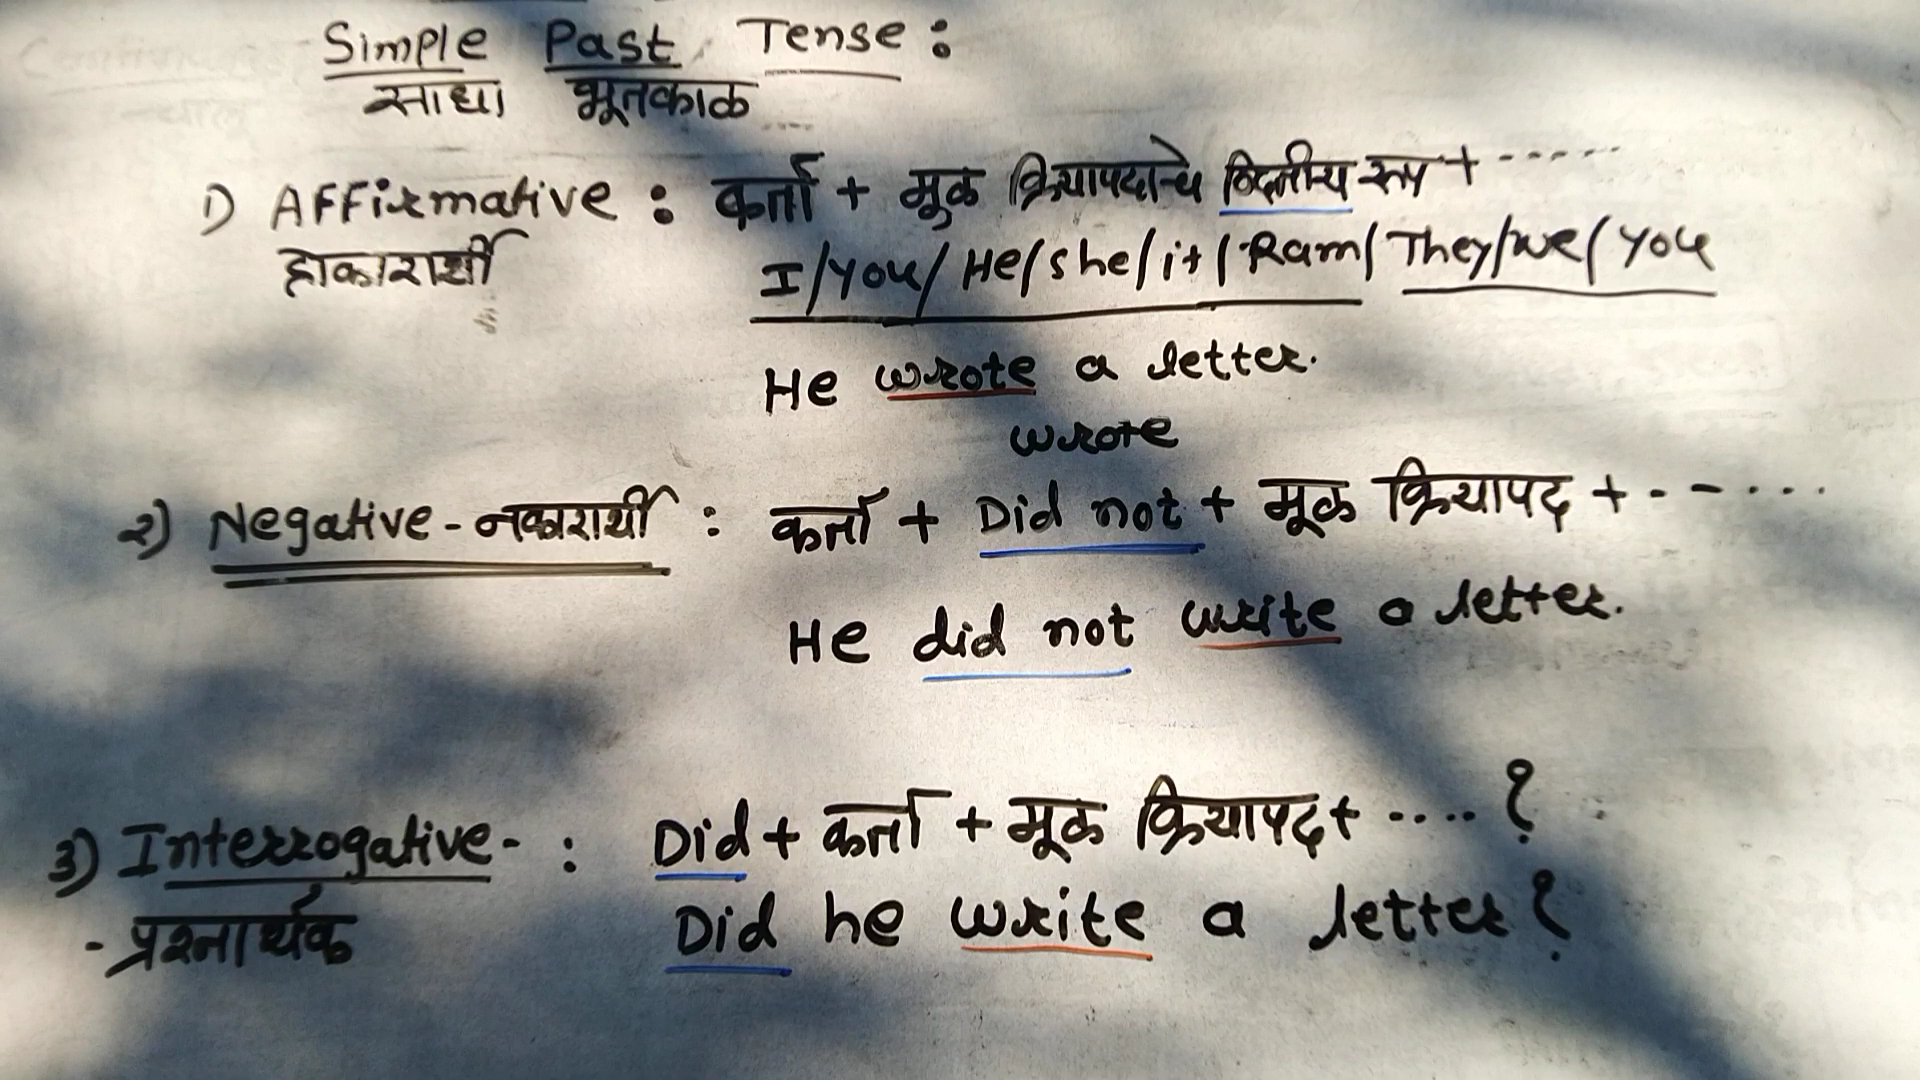 Simple Past Tense :
साधा भूतकाळ
1) Affirmative : कर्ता + मूळ क्रियापदाचे व्दितीय रूप + ......
होकारार्थी
I/You/He/she/it/Ram/They/we/you
He wrote a letter.
wrote
२) Negative - नकारार्थी : कर्ता + Did not + मूळ क्रियापद + ......
He did not write a letter.
3) Interrogative - : Did + कर्ता + मूळ क्रियापद + .... ?
- प्रश्नार्थक
Did he write a letter ?